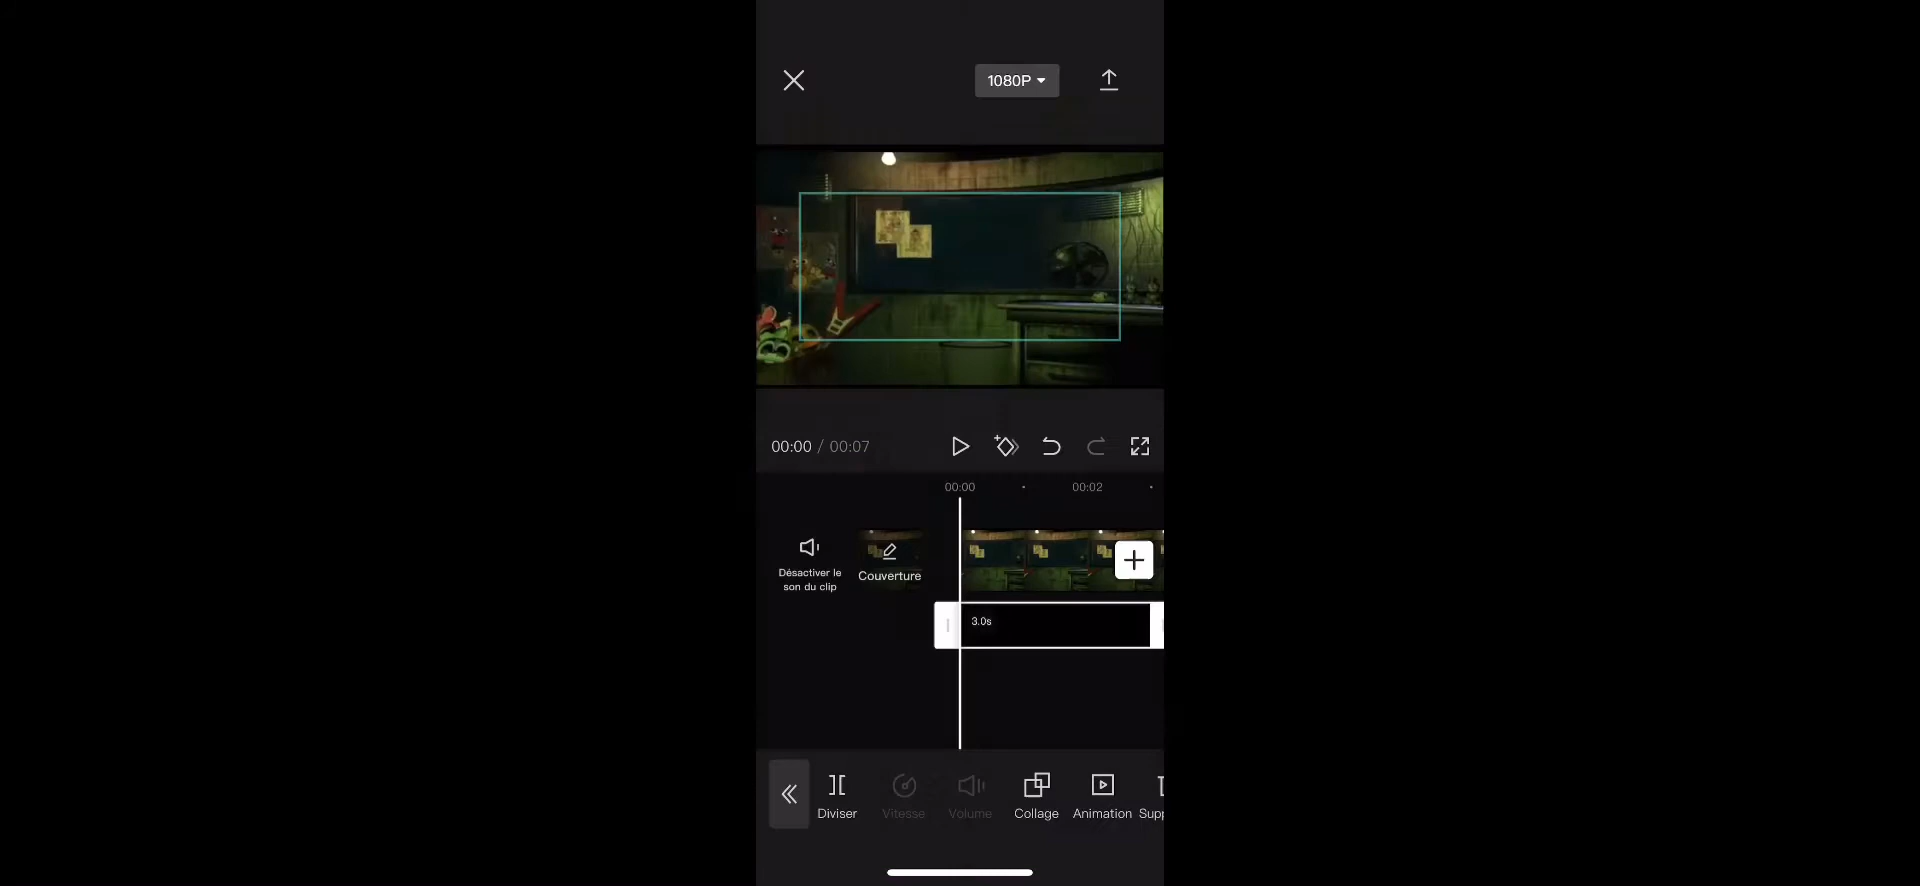 1080P
00:00 / 00:07
00:00
00:02
Désactiver le
son du clip
Couverture
3.0s
Diviser
Vitesse
Volume
Collage
Animation
Supp